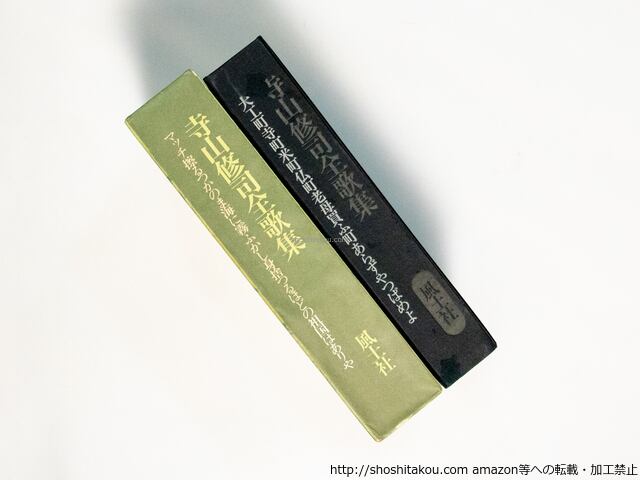 寺山修司全歌集
マッチ擦るつかのま海に霧ふかし身捨つるほどの祖国はありや
風土社
寺山修司全歌集
大工町寺町米町仏町老母買ふ町あらずやつばめよ
風土社
http://shoshitakou.com amazon等への転載・加工禁止